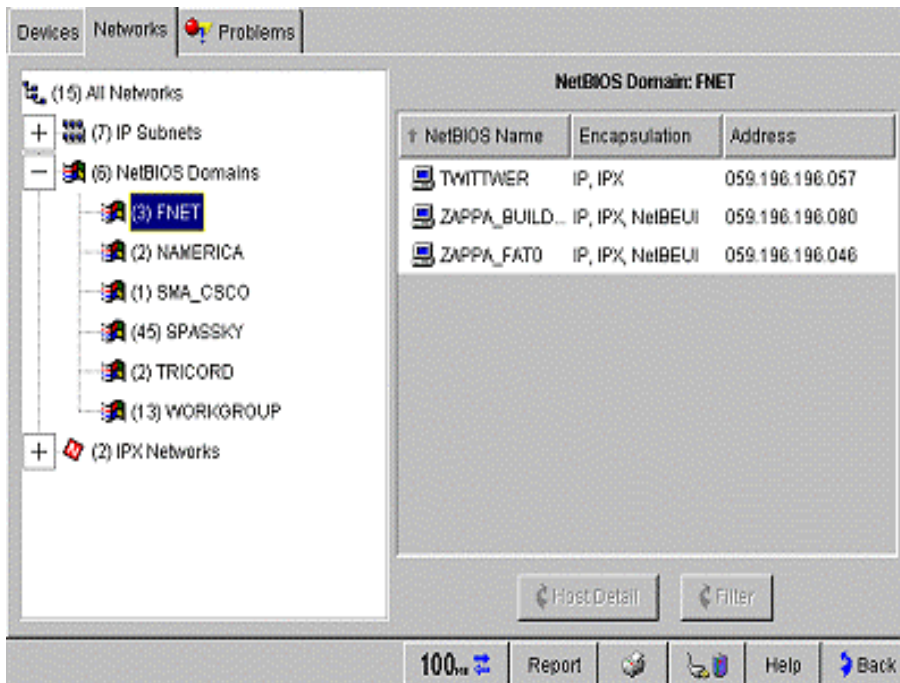 Devices Networks Problems
(15) All Networks
+ (7) IP Subnets
− (6) NetBIOS Domains
(3) FNET
(2) NAMERICA
(1) SMA_CSCO
(45) SPASSKY
(2) TRICORD
(13) WORKGROUP
+ (2) IPX Networks
NetBIOS Domain: FNET
↑ NetBIOS Name Encapsulation Address
TWITTWER IP, IPX 059.196.196.057
ZAPPA_BUILD... IP, IPX, NetBEUI 059.196.196.080
ZAPPA_FAT0 IP, IPX, NetBEUI 059.196.196.046
Host Detail Filter
100 Report Help Back